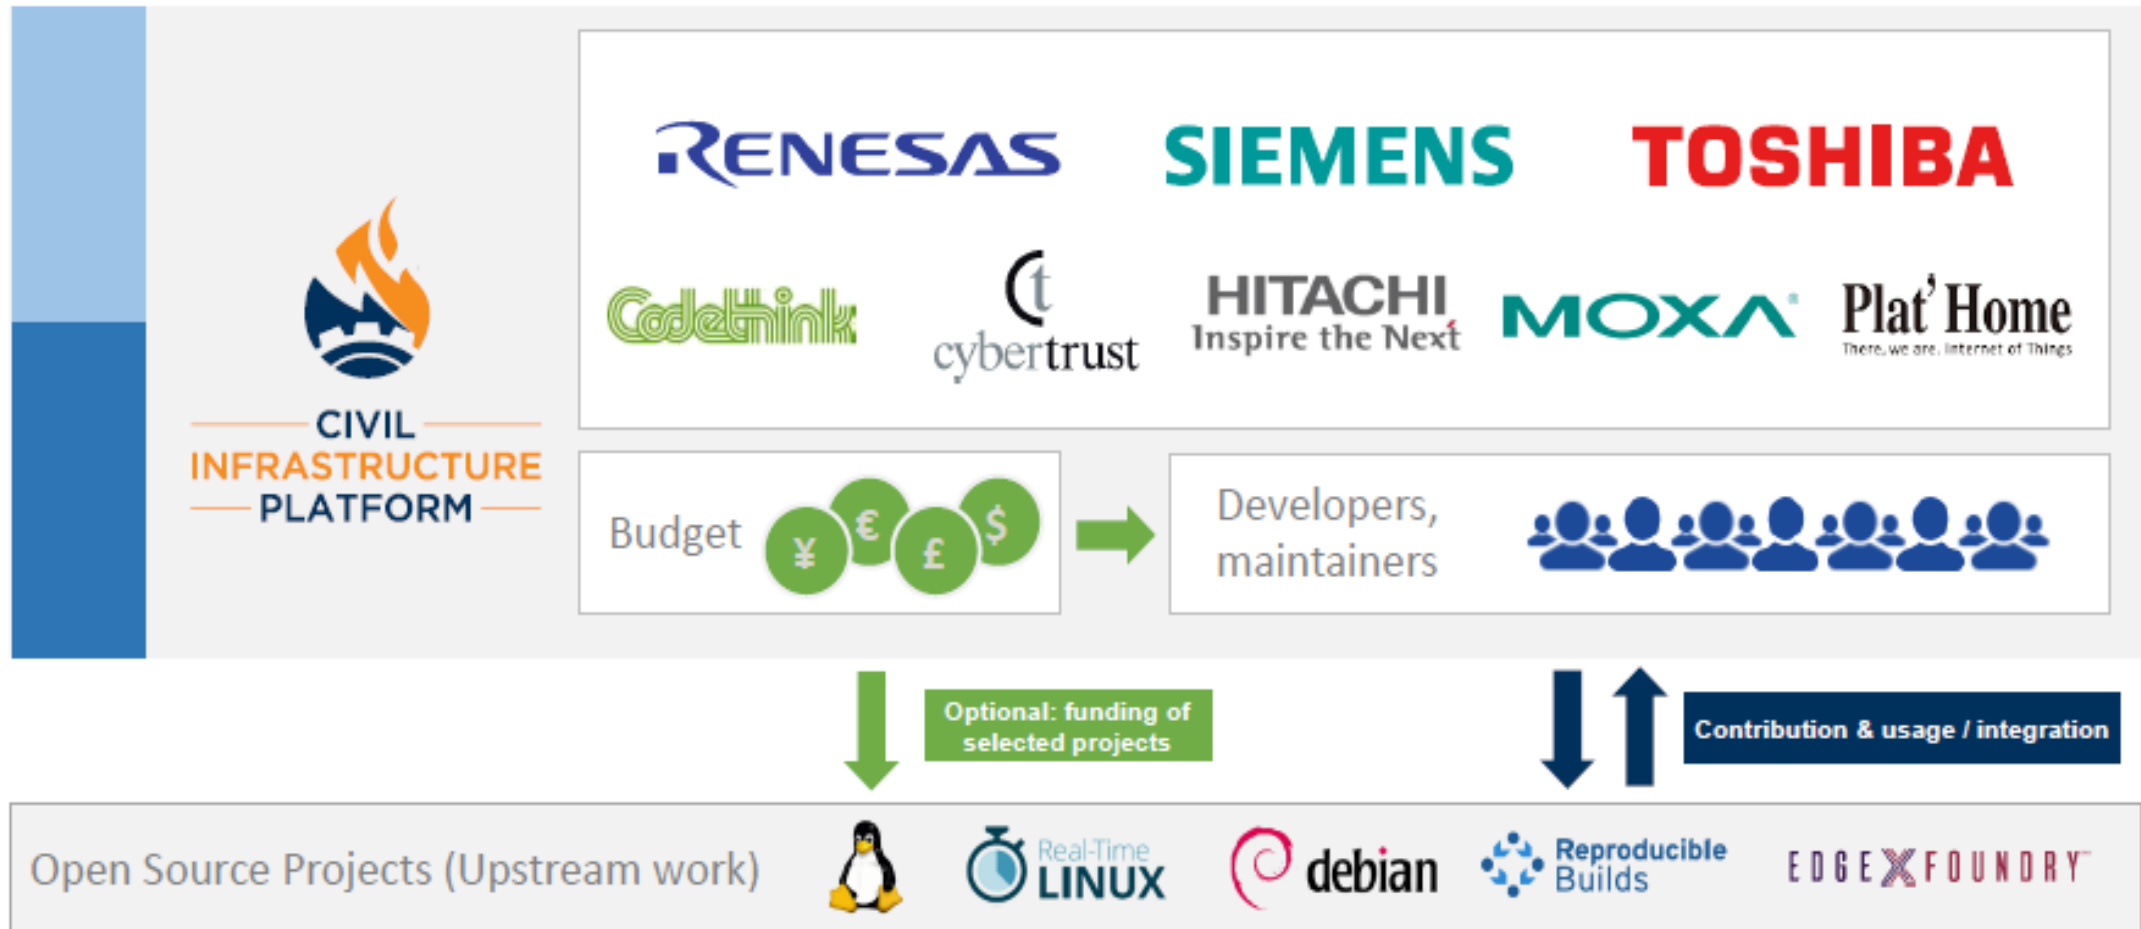 RENESAS
SIEMENS
TOSHIBA
Codethink
Ct
cybertrust
HITACHI
Inspire the Next
MOXA®
Plat'Home
There, we are. Internet of Things
CIVIL
INFRASTRUCTURE
PLATFORM
Budget
¥ € £ $
Developers,
maintainers
Optional: funding of
selected projects
Contribution & usage / integration
Open Source Projects (Upstream work)
Real-Time
LINUX
debian
Reproducible
Builds
EDGEXFOUNDRY™